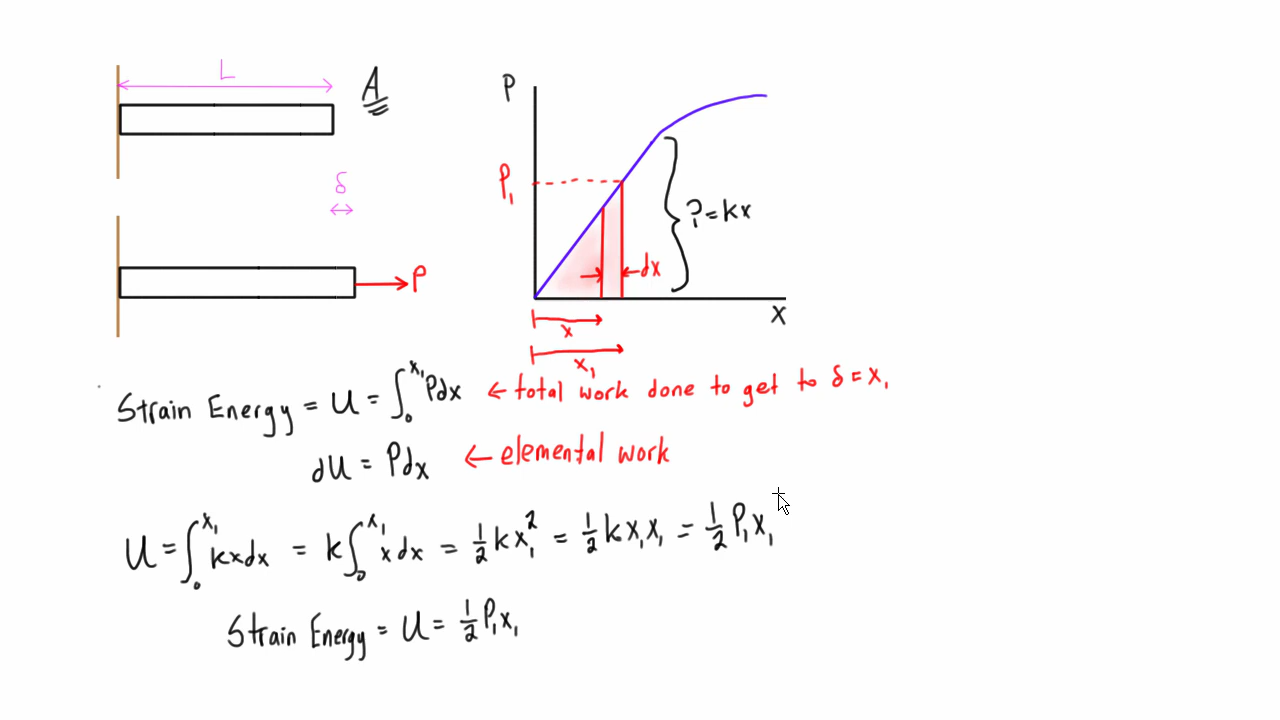 L
A
δ
P
P
P₁
? = kx
dx
x
x₁
X
Strain Energy = U = ∫₀^x₁ Pdx ← total work done to get to δ = x₁
dU = Pdx ← elemental work
U = ∫₀^x₁ kxdx = k∫₀^x₁ xdx = ½kx₁² = ½kx₁x₁ = ½P₁x₁
Strain Energy = U = ½P₁x₁